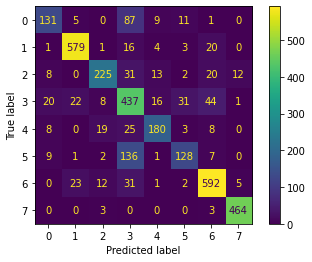 0 131 5 0 87 9 11 1 0
1 1 579 1 16 4 3 20 0
2 8 0 225 31 13 2 20 12
3 20 22 8 437 16 31 44 1
4 8 0 19 25 180 3 8 0
5 9 1 2 136 1 128 7 0
6 0 23 12 31 1 2 592 5
7 0 0 3 0 0 0 3 464
0 1 2 3 4 5 6 7
Predicted label
True label
500
400
300
200
100
0